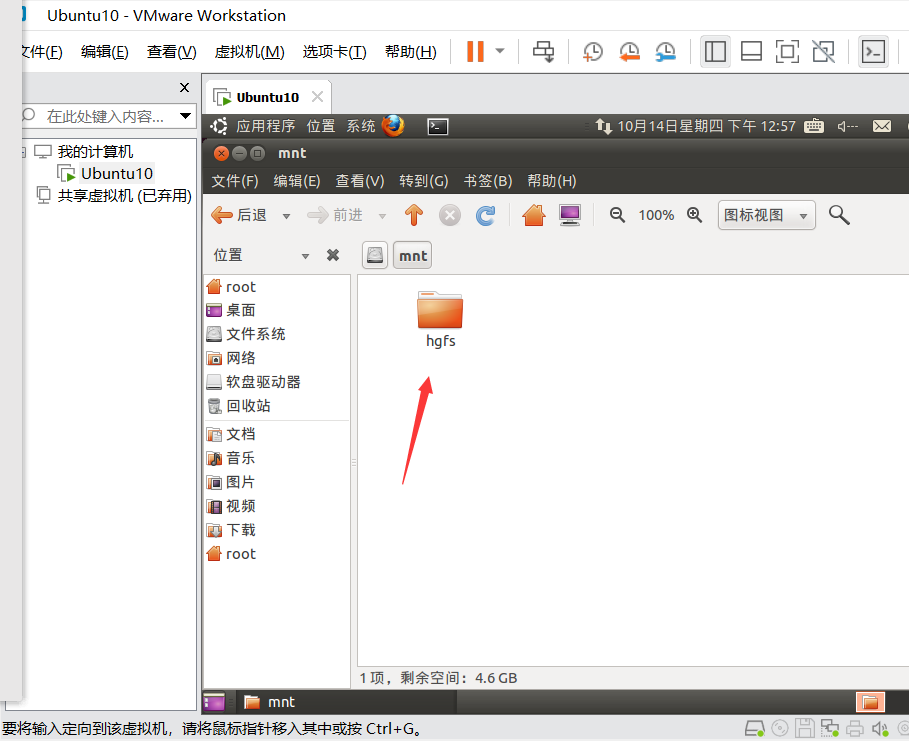 Ubuntu10 - VMware Workstation
文件(F) 编辑(E) 查看(V) 虚拟机(M) 选项卡(T) 帮助(H)
在此处键入内容...
我的计算机
Ubuntu10
共享虚拟机 (已弃用)
Ubuntu10
应用程序 位置 系统 10月14日星期四 下午 12:57
mnt
文件(F) 编辑(E) 查看(V) 转到(G) 书签(B) 帮助(H)
后退 前进 100% 图标视图
位置 mnt
root
桌面
文件系统
网络
软盘驱动器
回收站
文档
音乐
图片
视频
下载
root
hgfs
1 项，剩余空间：4.6 GB
mnt
要将输入定向到该虚拟机，请将鼠标指针移入其中或按 Ctrl+G。